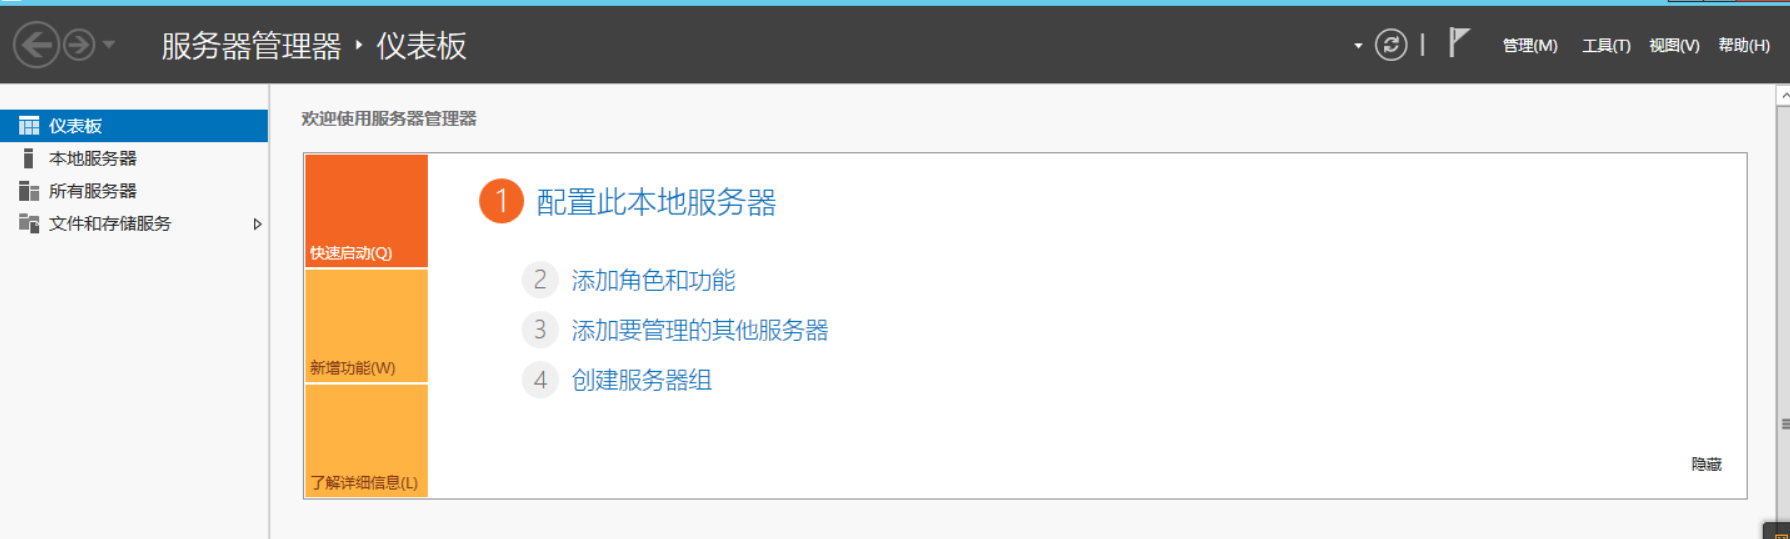 服务器管理器 ‣ 仪表板
管理(M) 工具(T) 视图(V) 帮助(H)
仪表板
本地服务器
所有服务器
文件和存储服务
欢迎使用服务器管理器
快速启动(Q)
新增功能(W)
了解详细信息(L)
1 配置此本地服务器
2 添加角色和功能
3 添加要管理的其他服务器
4 创建服务器组
隐藏